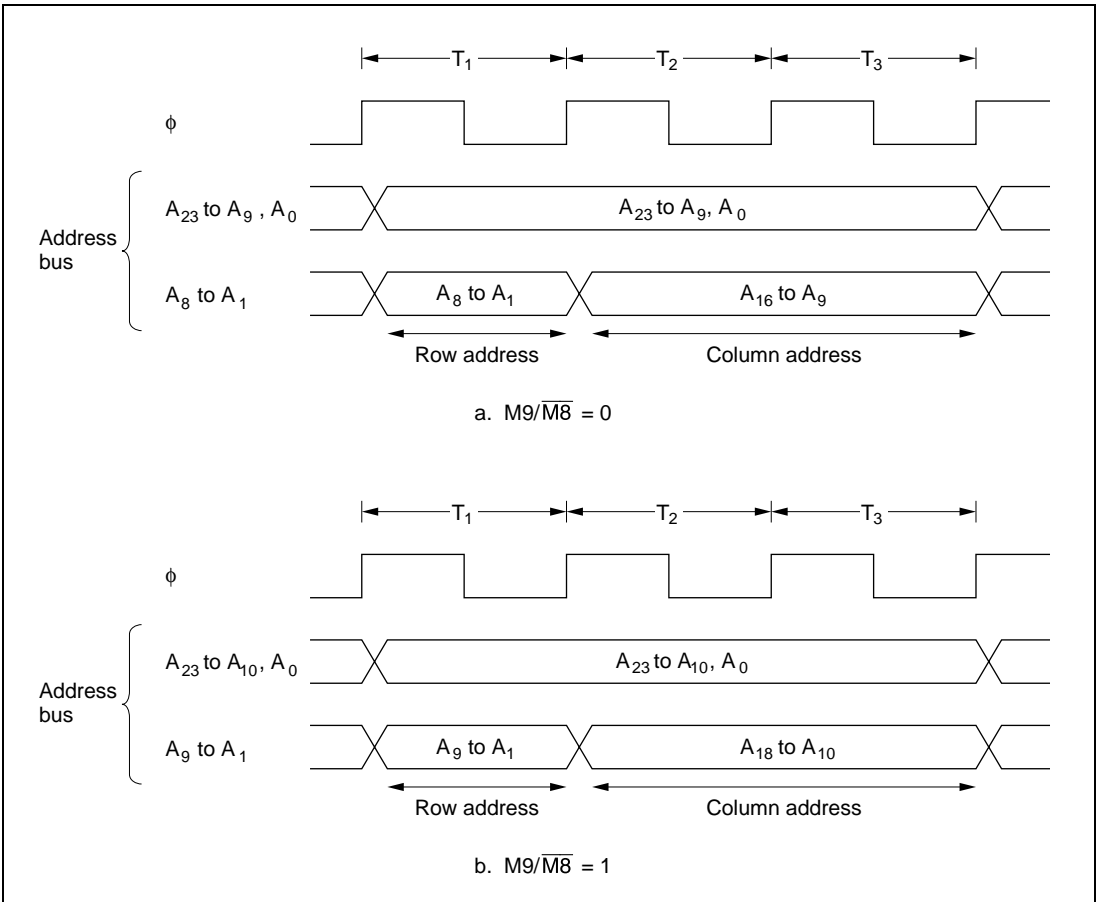 T1 T2 T3
ϕ
A23 to A9 , A0 A23 to A9, A0
Address
bus
A8 to A1 A8 to A1 A16 to A9
Row address Column address
a. M9/M̅8̅ = 0
T1 T2 T3
ϕ
A23 to A10, A0 A23 to A10, A0
Address
bus
A9 to A1 A9 to A1 A18 to A10
Row address Column address
b. M9/M̅8̅ = 1